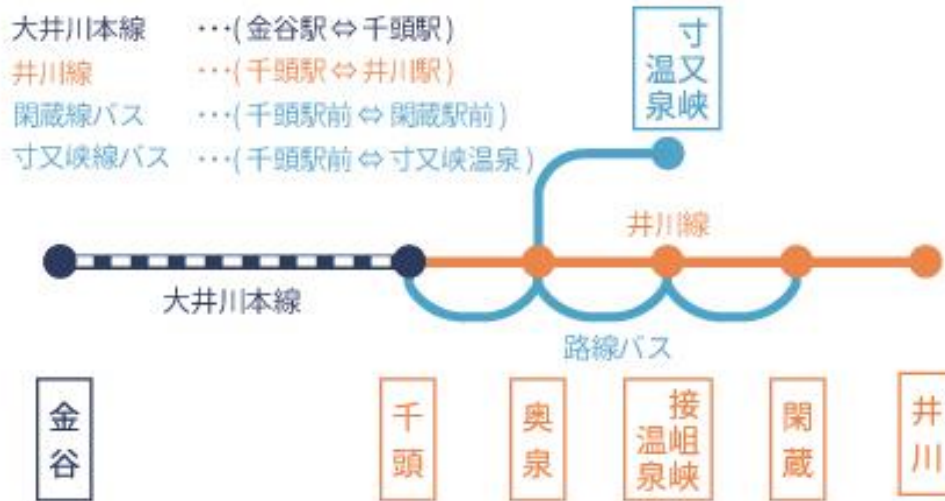 大井川本線 ･･･( 金谷駅 ⇔ 千頭駅 )
井川線 ･･･( 千頭駅 ⇔ 井川駅 )
閑蔵線バス ･･･( 千頭駅前 ⇔ 閑蔵駅前 )
寸又峡線バス ･･･( 千頭駅前 ⇔ 寸又峡温泉 )
寸又峡
温泉
井川線
大井川本線
路線バス
金谷
千頭
奥泉
接岨峡
温泉
閑蔵
井川